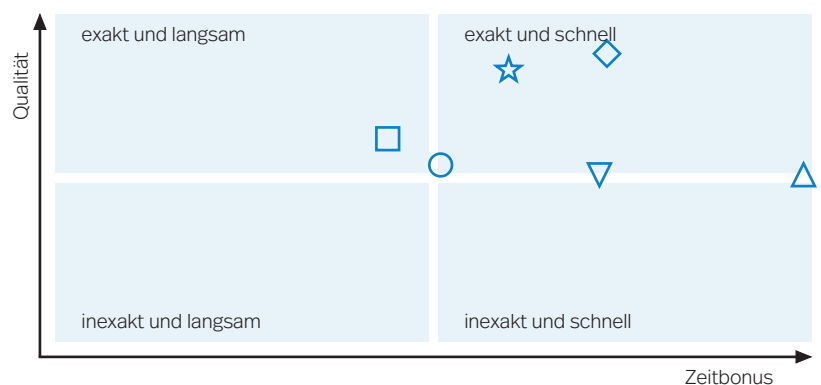 exakt und langsam
exakt und schnell
Qualität
inexakt und langsam
inexakt und schnell
Zeitbonus